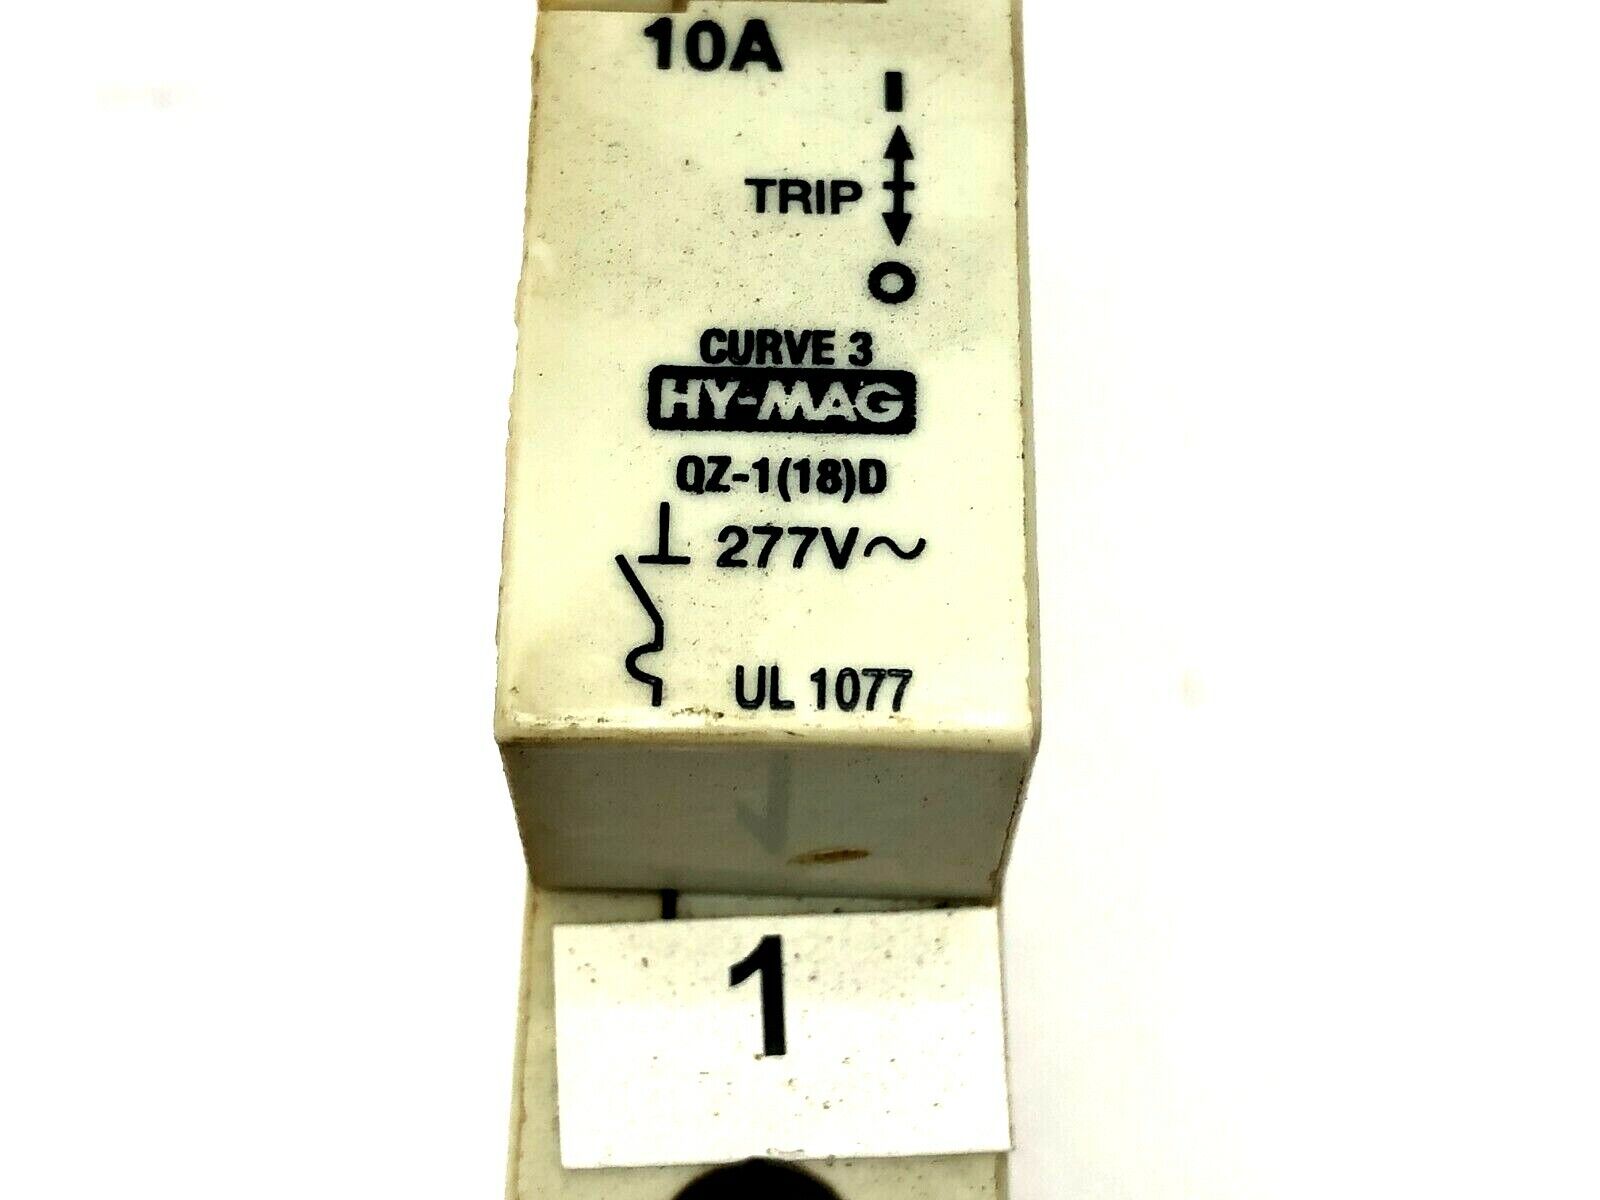 10A
I
TRIP
O
CURVE 3
HY-MAG
QZ-1(18)D
277V~
UL 1077
1